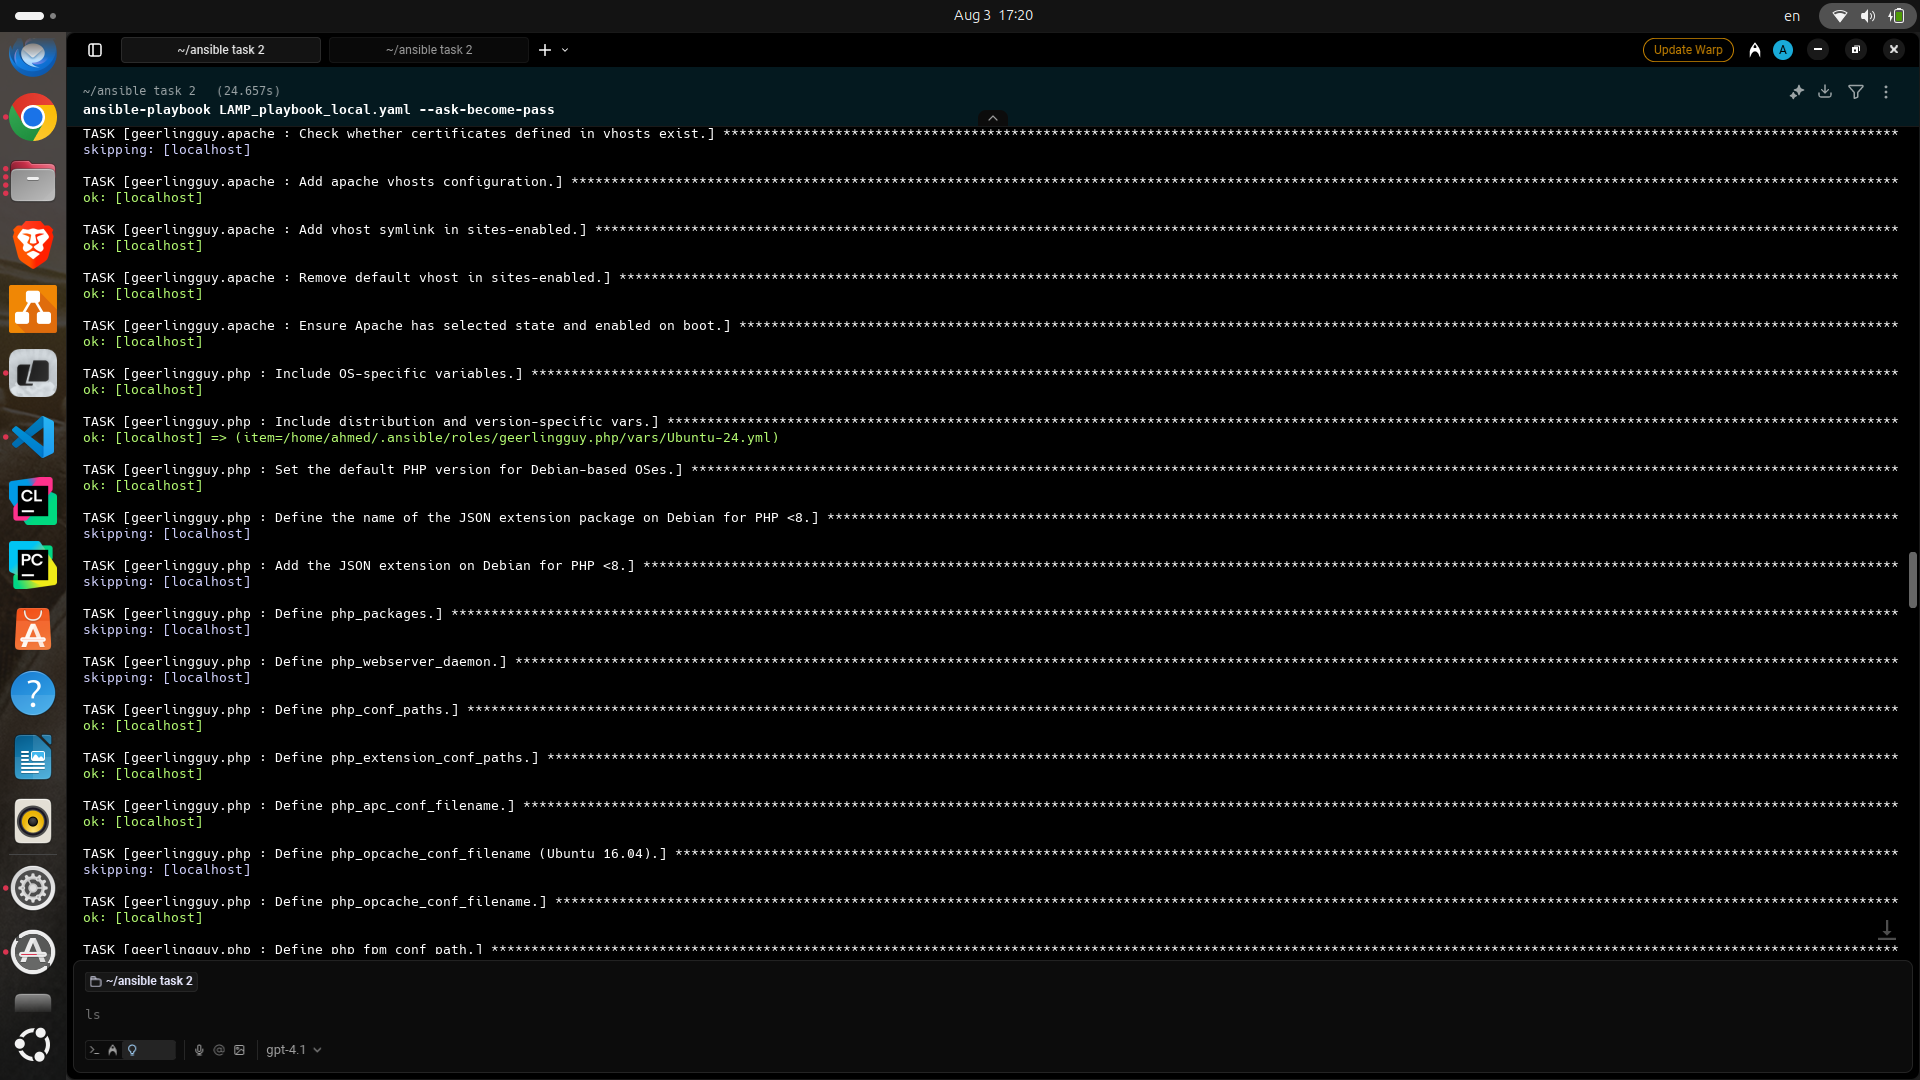 Aug 3 17:20
en
~/ansible task 2
~/ansible task 2
Update Warp
A
~/ansible task 2 (24.657s)
ansible-playbook LAMP_playbook_local.yaml --ask-become-pass
TASK [geerlingguy.apache : Check whether certificates defined in vhosts exist.] ***
skipping: [localhost]
TASK [geerlingguy.apache : Add apache vhosts configuration.] ***
ok: [localhost]
TASK [geerlingguy.apache : Add vhost symlink in sites-enabled.] ***
ok: [localhost]
TASK [geerlingguy.apache : Remove default vhost in sites-enabled.] ***
ok: [localhost]
TASK [geerlingguy.apache : Ensure Apache has selected state and enabled on boot.] ***
ok: [localhost]
TASK [geerlingguy.php : Include OS-specific variables.] ***
ok: [localhost]
TASK [geerlingguy.php : Include distribution and version-specific vars.] ***
ok: [localhost] => (item=/home/ahmed/.ansible/roles/geerlingguy.php/vars/Ubuntu-24.yml)
TASK [geerlingguy.php : Set the default PHP version for Debian-based OSes.] ***
ok: [localhost]
TASK [geerlingguy.php : Define the name of the JSON extension package on Debian for PHP <8.] ***
skipping: [localhost]
TASK [geerlingguy.php : Add the JSON extension on Debian for PHP <8.] ***
skipping: [localhost]
TASK [geerlingguy.php : Define php_packages.] ***
skipping: [localhost]
TASK [geerlingguy.php : Define php_webserver_daemon.] ***
skipping: [localhost]
TASK [geerlingguy.php : Define php_conf_paths.] ***
ok: [localhost]
TASK [geerlingguy.php : Define php_extension_conf_paths.] ***
ok: [localhost]
TASK [geerlingguy.php : Define php_apc_conf_filename.] ***
ok: [localhost]
TASK [geerlingguy.php : Define php_opcache_conf_filename (Ubuntu 16.04).] ***
skipping: [localhost]
TASK [geerlingguy.php : Define php_opcache_conf_filename.] ***
ok: [localhost]
TASK [geerlingguy.php : Define php_fpm_conf_path.] ***
~/ansible task 2
ls
gpt-4.1
CL
PC